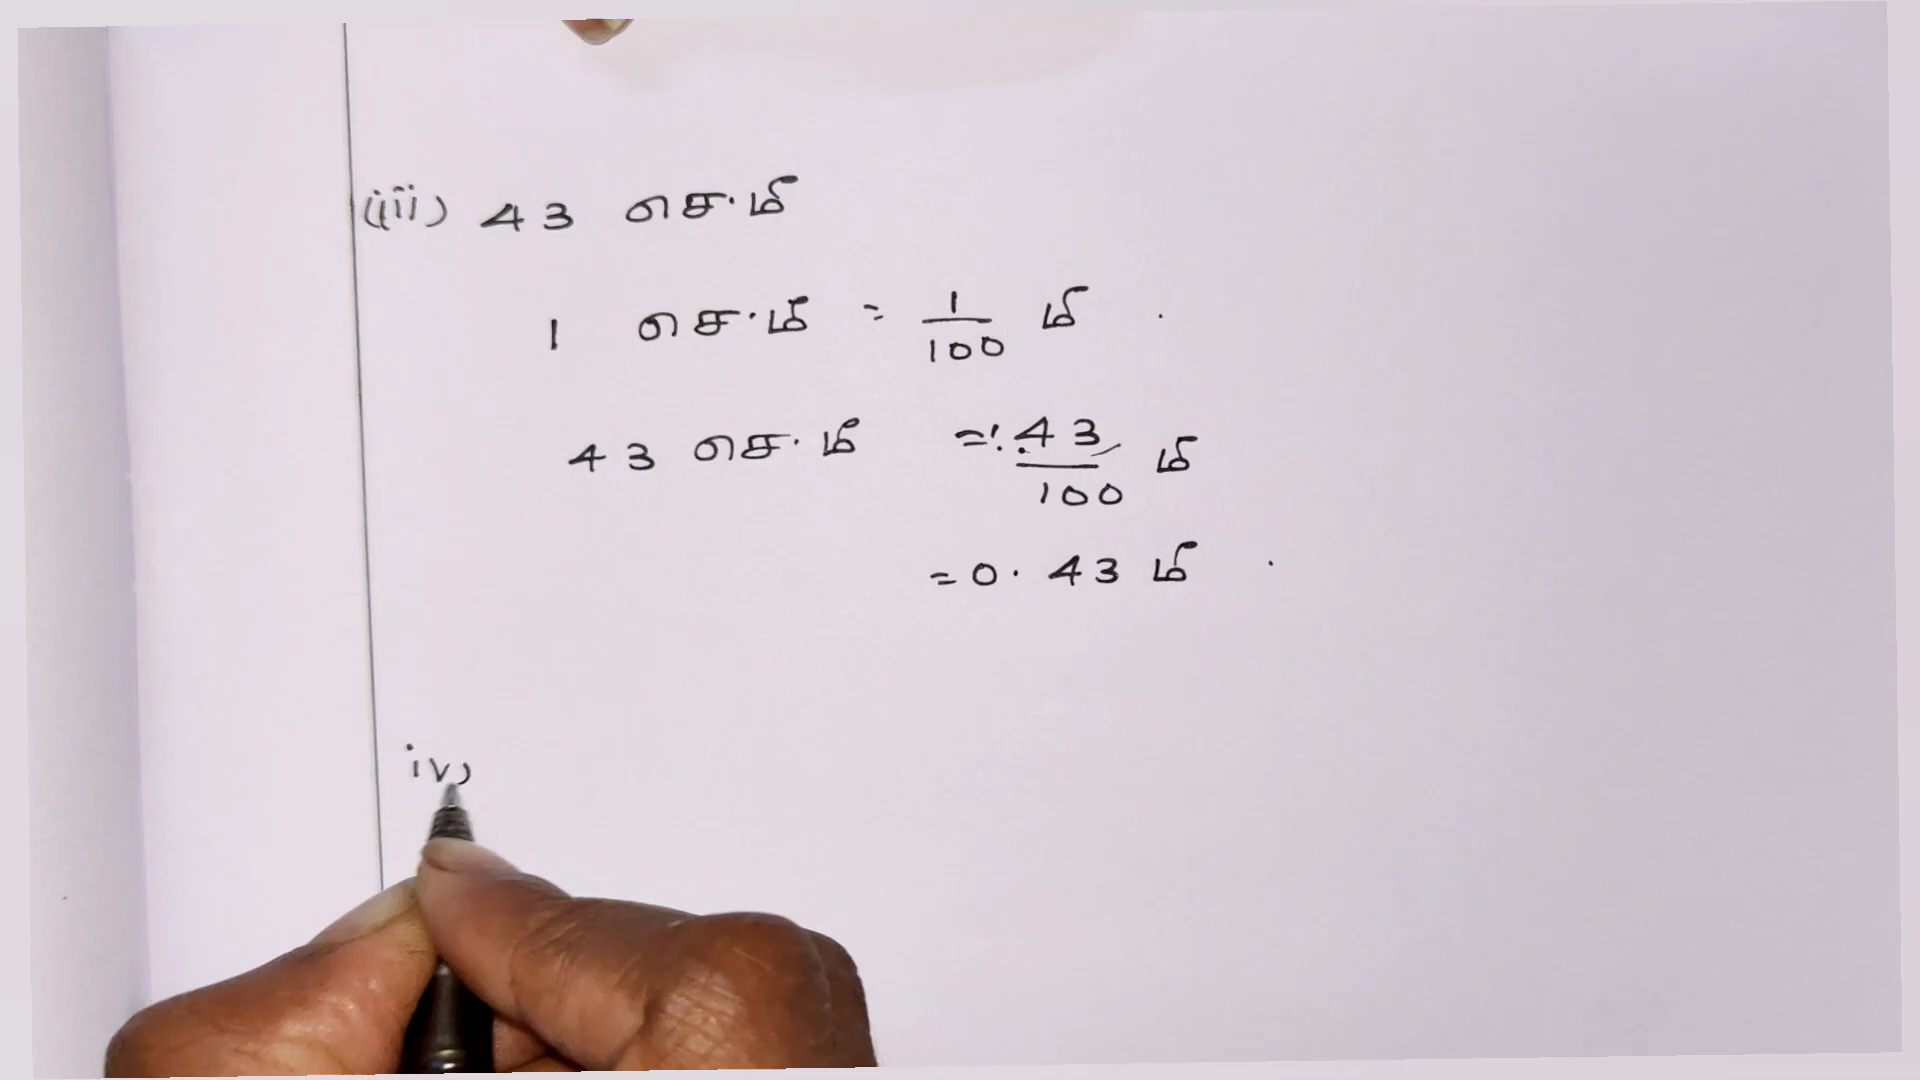 (iii) 43 செ.மீ
1 செ.மீ = 1/100 மீ.
43 செ.மீ = 43/100 மீ
= 0.43 மீ.
iv)